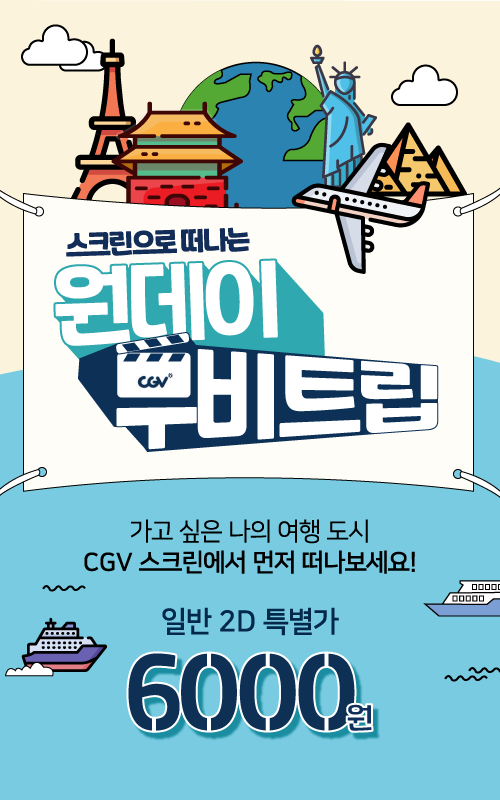 스크린으로 떠나는
원데이
CGV
무비트립
가고 싶은 나의 여행 도시
CGV 스크린에서 먼저 떠나보세요!
일반 2D 특별가
6000원